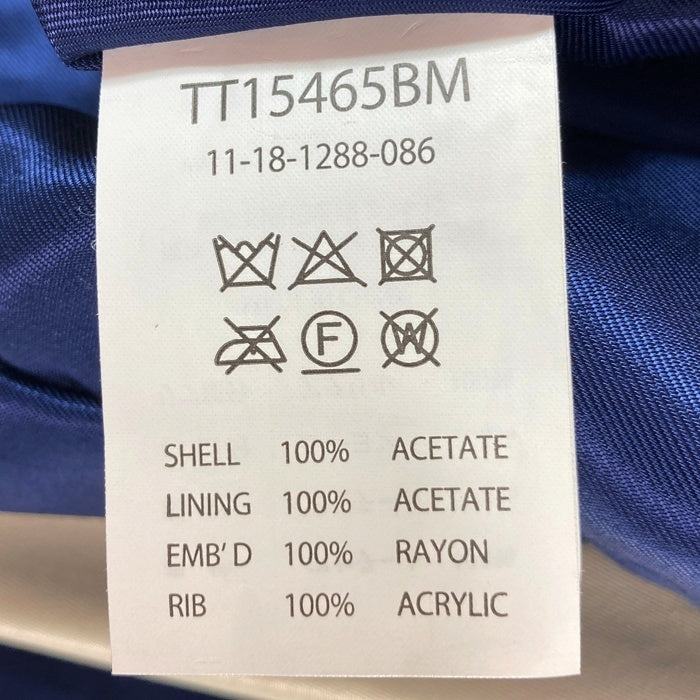 TT15465BM
11-18-1288-086
F W
SHELL 100% ACETATE
LINING 100% ACETATE
EMB'D 100% RAYON
RIB 100% ACRYLIC